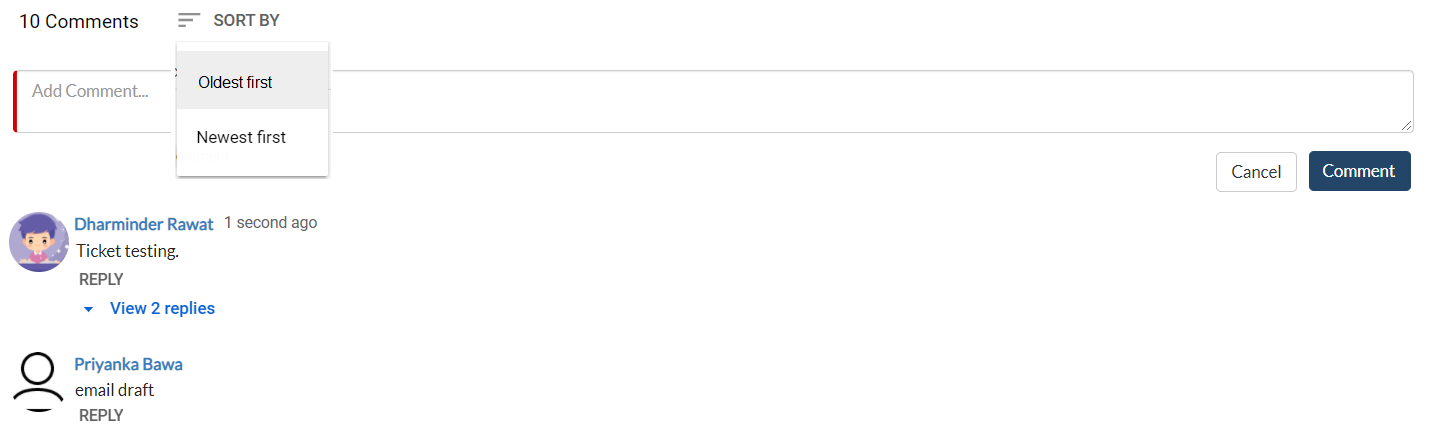 10 Comments SORT BY
Oldest first
Add Comment...
Newest first
Cancel Comment
Dharminder Rawat 1 second ago
Ticket testing.
REPLY
View 2 replies
Priyanka Bawa
email draft
REPLY